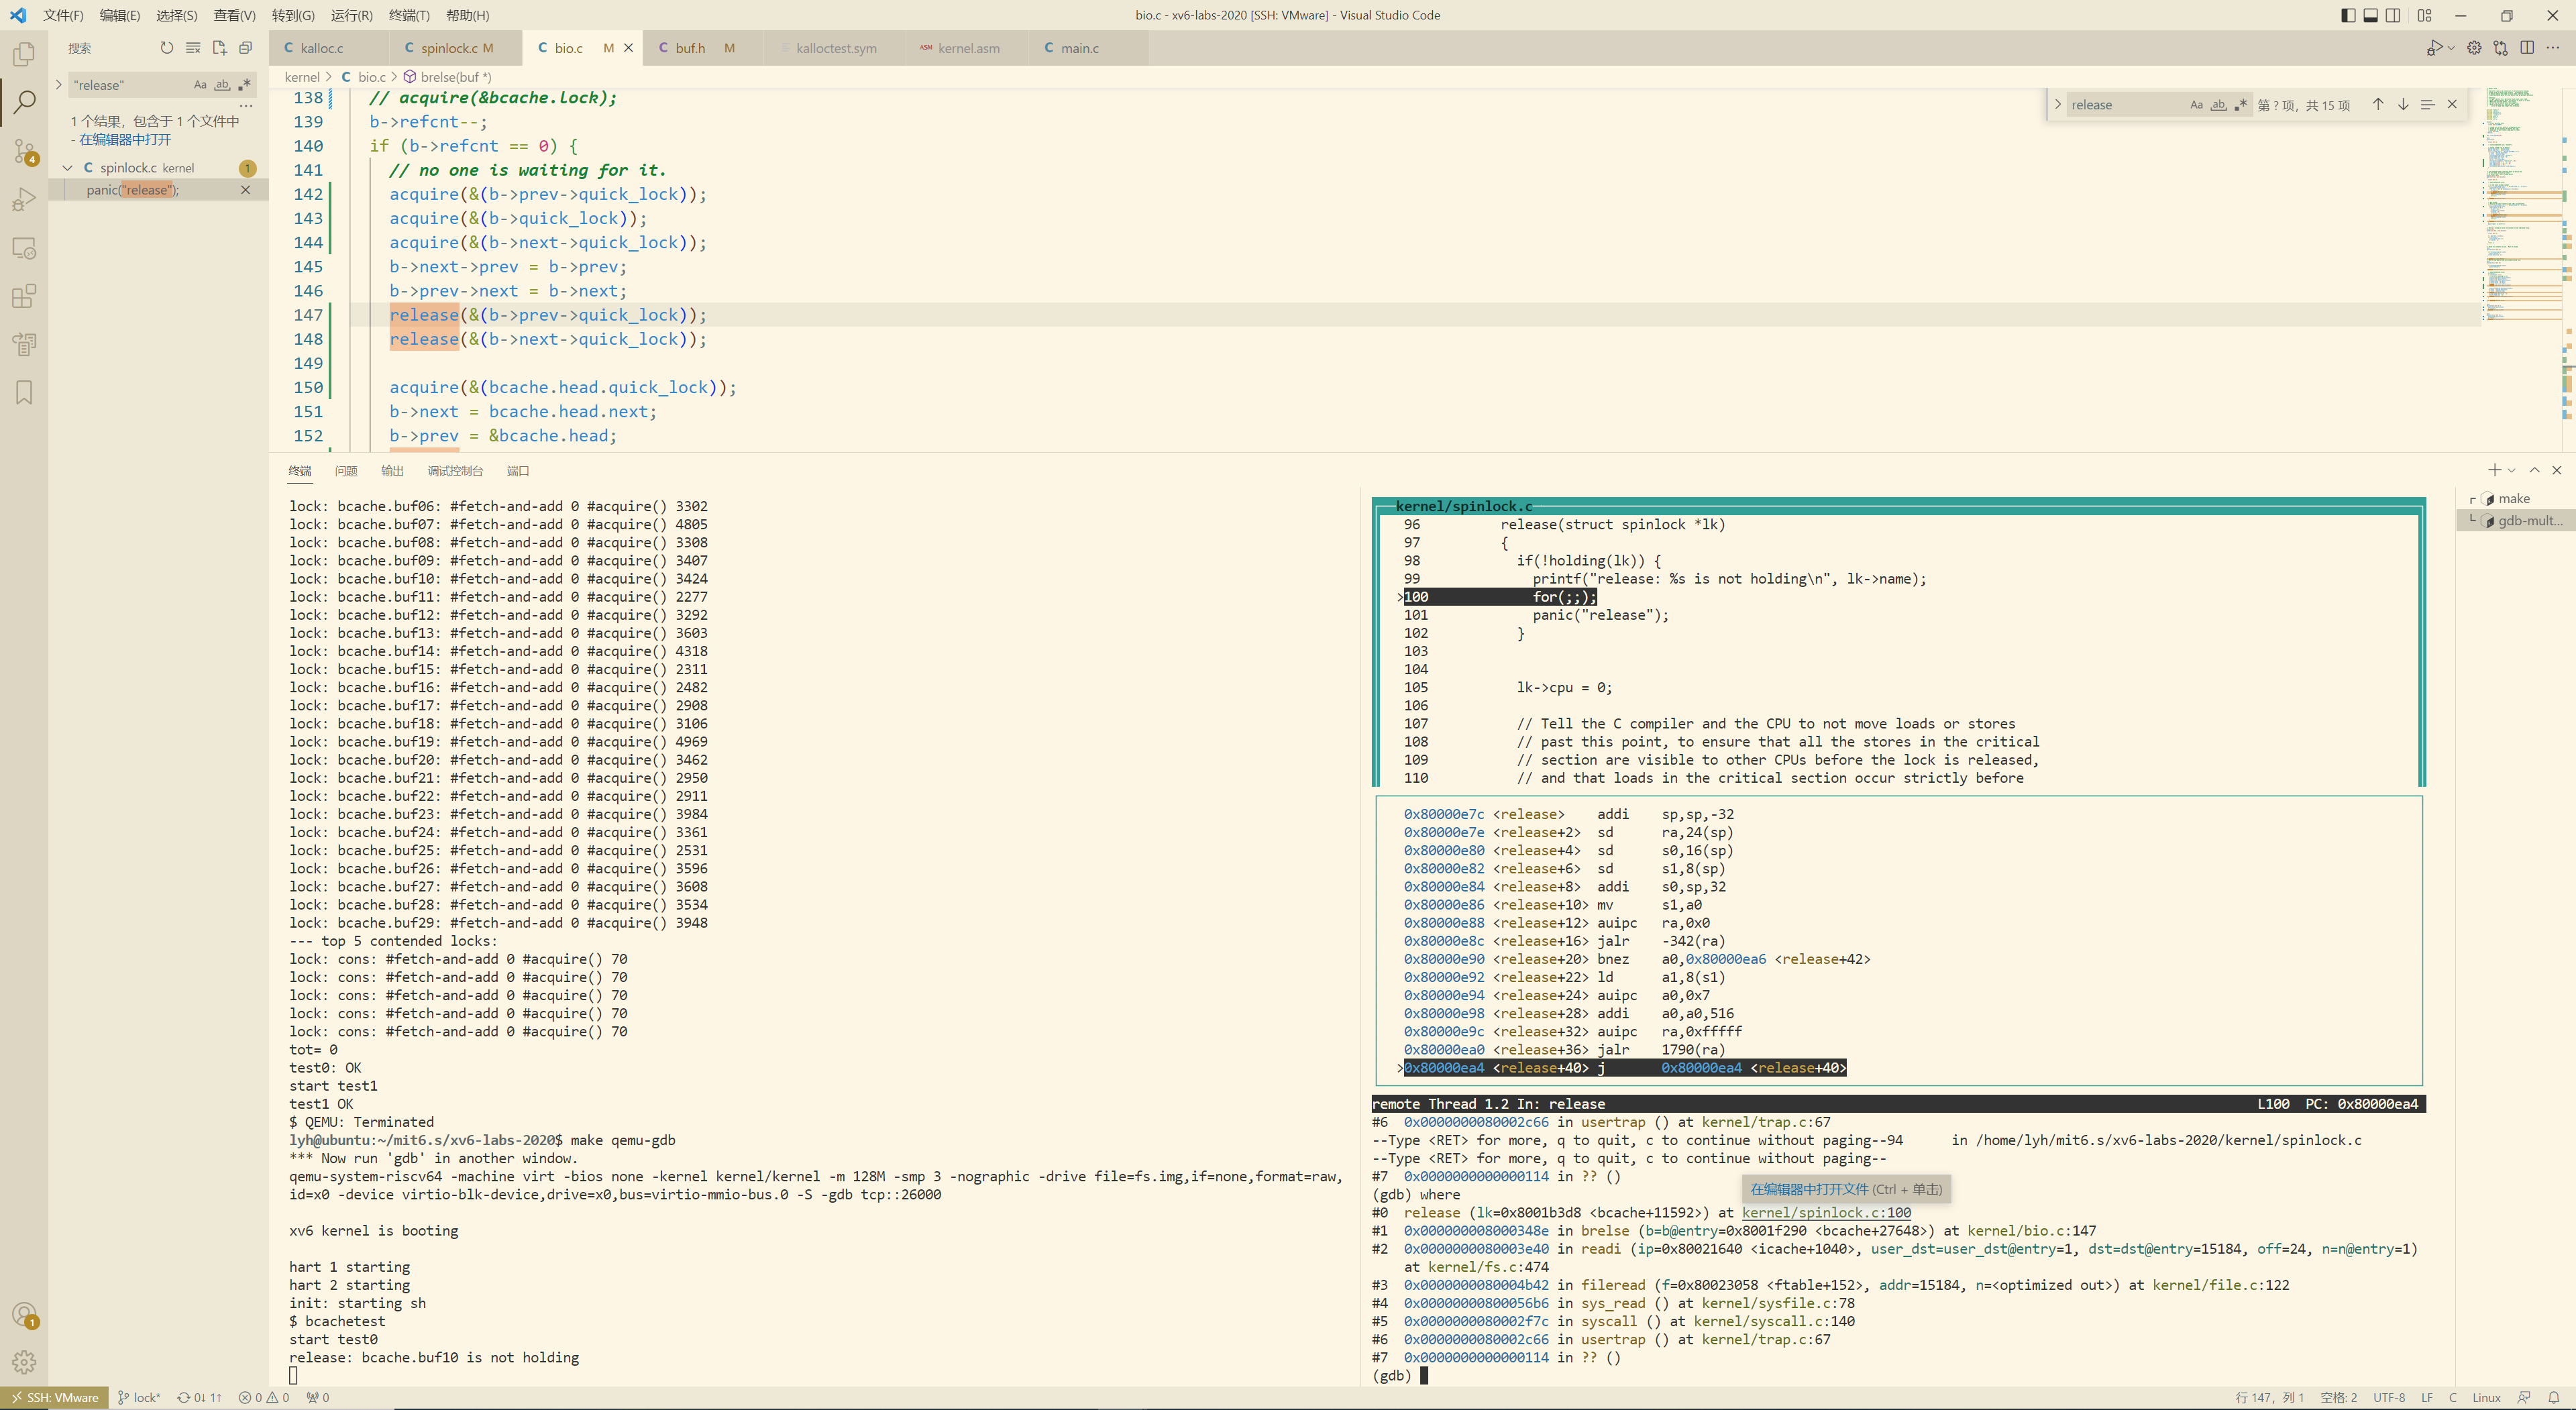 文件(F) 编辑(E) 选择(S) 查看(V) 转到(G) 运行(R) 终端(T) 帮助(H)
bio.c - xv6-labs-2020 [SSH: VMware] - Visual Studio Code
搜索
"release"
Aa ab .*
1 个结果，包含于 1 个文件中
- 在编辑器中打开
spinlock.c kernel 1
panic("release");
kalloc.c spinlock.c M bio.c M buf.h M kalloctest.sym kernel.asm main.c
kernel > C bio.c > brelse(buf *)
release Aa ab .* 第 ? 项，共 15 项
138 // acquire(&bcache.lock);
139 b->refcnt--;
140 if (b->refcnt == 0) {
141 // no one is waiting for it.
142 acquire(&(b->prev->quick_lock));
143 acquire(&(b->quick_lock));
144 acquire(&(b->next->quick_lock));
145 b->next->prev = b->prev;
146 b->prev->next = b->next;
147 release(&(b->prev->quick_lock));
148 release(&(b->next->quick_lock));
149
150 acquire(&(bcache.head.quick_lock));
151 b->next = bcache.head.next;
152 b->prev = &bcache.head;
终端 问题 输出 调试控制台 端口
lock: bcache.buf06: #fetch-and-add 0 #acquire() 3302
lock: bcache.buf07: #fetch-and-add 0 #acquire() 4805
lock: bcache.buf08: #fetch-and-add 0 #acquire() 3308
lock: bcache.buf09: #fetch-and-add 0 #acquire() 3407
lock: bcache.buf10: #fetch-and-add 0 #acquire() 3424
lock: bcache.buf11: #fetch-and-add 0 #acquire() 2277
lock: bcache.buf12: #fetch-and-add 0 #acquire() 3292
lock: bcache.buf13: #fetch-and-add 0 #acquire() 3603
lock: bcache.buf14: #fetch-and-add 0 #acquire() 4318
lock: bcache.buf15: #fetch-and-add 0 #acquire() 2311
lock: bcache.buf16: #fetch-and-add 0 #acquire() 2482
lock: bcache.buf17: #fetch-and-add 0 #acquire() 2908
lock: bcache.buf18: #fetch-and-add 0 #acquire() 3106
lock: bcache.buf19: #fetch-and-add 0 #acquire() 4969
lock: bcache.buf20: #fetch-and-add 0 #acquire() 3462
lock: bcache.buf21: #fetch-and-add 0 #acquire() 2950
lock: bcache.buf22: #fetch-and-add 0 #acquire() 2911
lock: bcache.buf23: #fetch-and-add 0 #acquire() 3984
lock: bcache.buf24: #fetch-and-add 0 #acquire() 3361
lock: bcache.buf25: #fetch-and-add 0 #acquire() 2531
lock: bcache.buf26: #fetch-and-add 0 #acquire() 3596
lock: bcache.buf27: #fetch-and-add 0 #acquire() 3608
lock: bcache.buf28: #fetch-and-add 0 #acquire() 3534
lock: bcache.buf29: #fetch-and-add 0 #acquire() 3948
--- top 5 contended locks:
lock: cons: #fetch-and-add 0 #acquire() 70
lock: cons: #fetch-and-add 0 #acquire() 70
lock: cons: #fetch-and-add 0 #acquire() 70
lock: cons: #fetch-and-add 0 #acquire() 70
lock: cons: #fetch-and-add 0 #acquire() 70
tot= 0
test0: OK
start test1
test1 OK
$ QEMU: Terminated
lyh@ubuntu:~/mit6.s/xv6-labs-2020$ make qemu-gdb
*** Now run 'gdb' in another window.
qemu-system-riscv64 -machine virt -bios none -kernel kernel/kernel -m 128M -smp 3 -nographic -drive file=fs.img,if=none,format=raw,
id=x0 -device virtio-blk-device,drive=x0,bus=virtio-mmio-bus.0 -S -gdb tcp::26000
xv6 kernel is booting
hart 1 starting
hart 2 starting
init: starting sh
$ bcachetest
start test0
release: bcache.buf10 is not holding
kernel/spinlock.c
96 release(struct spinlock *lk)
97 {
98 if(!holding(lk)) {
99 printf("release: %s is not holding\n", lk->name);
>100 for(;;);
101 panic("release");
102 }
103
104
105 lk->cpu = 0;
106
107 // Tell the C compiler and the CPU to not move loads or stores
108 // past this point, to ensure that all the stores in the critical
109 // section are visible to other CPUs before the lock is released,
110 // and that loads in the critical section occur strictly before
0x80000e7c <release> addi sp,sp,-32
0x80000e7e <release+2> sd ra,24(sp)
0x80000e80 <release+4> sd s0,16(sp)
0x80000e82 <release+6> sd s1,8(sp)
0x80000e84 <release+8> addi s0,sp,32
0x80000e86 <release+10> mv s1,a0
0x80000e88 <release+12> auipc ra,0x0
0x80000e8c <release+16> jalr -342(ra)
0x80000e90 <release+20> bnez a0,0x80000ea6 <release+42>
0x80000e92 <release+22> ld a1,8(s1)
0x80000e94 <release+24> auipc a0,0x7
0x80000e98 <release+28> addi a0,a0,516
0x80000e9c <release+32> auipc ra,0xfffff
0x80000ea0 <release+36> jalr 1790(ra)
>0x80000ea4 <release+40> j 0x80000ea4 <release+40>
remote Thread 1.2 In: release L100 PC: 0x80000ea4
#6 0x0000000080002c66 in usertrap () at kernel/trap.c:67
--Type <RET> for more, q to quit, c to continue without paging--94 in /home/lyh/mit6.s/xv6-labs-2020/kernel/spinlock.c
--Type <RET> for more, q to quit, c to continue without paging--
#7 0x0000000000000114 in ?? ()
在编辑器中打开文件 (Ctrl + 单击)
(gdb) where
#0 release (lk=0x8001b3d8 <bcache+11592>) at kernel/spinlock.c:100
#1 0x000000008000348e in brelse (b=b@entry=0x8001f290 <bcache+27648>) at kernel/bio.c:147
#2 0x0000000080003e40 in readi (ip=0x80021640 <icache+1040>, user_dst=user_dst@entry=1, dst=dst@entry=15184, off=24, n=n@entry=1)
at kernel/fs.c:474
#3 0x0000000080004b42 in fileread (f=0x80023058 <ftable+152>, addr=15184, n=<optimized out>) at kernel/file.c:122
#4 0x00000000800056b6 in sys_read () at kernel/sysfile.c:78
#5 0x0000000080002f7c in syscall () at kernel/syscall.c:140
#6 0x0000000080002c66 in usertrap () at kernel/trap.c:67
#7 0x0000000000000114 in ?? ()
(gdb)
make
gdb-mult...
4
1
SSH: VMware lock* 0↓ 1↑ 0 0 0
行 147，列 1 空格: 2 UTF-8 LF C Linux